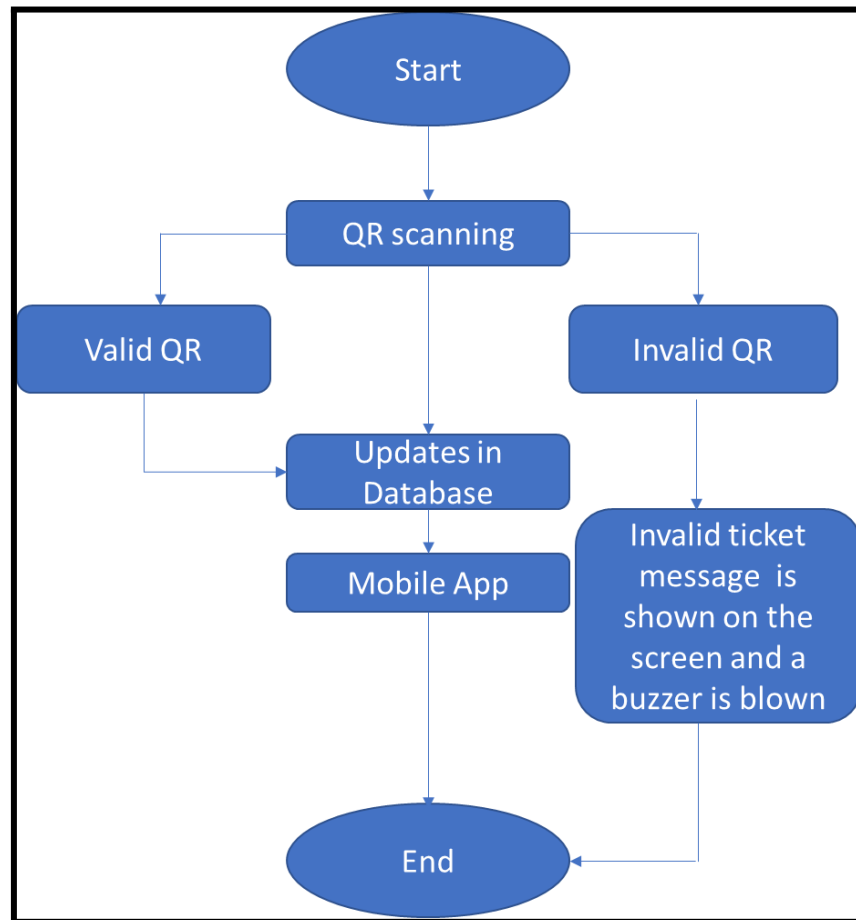 Start
QR scanning
Valid QR
Invalid QR
Updates in
Database
Mobile App
Invalid ticket
message  is
shown on the
screen and a
buzzer is blown
End